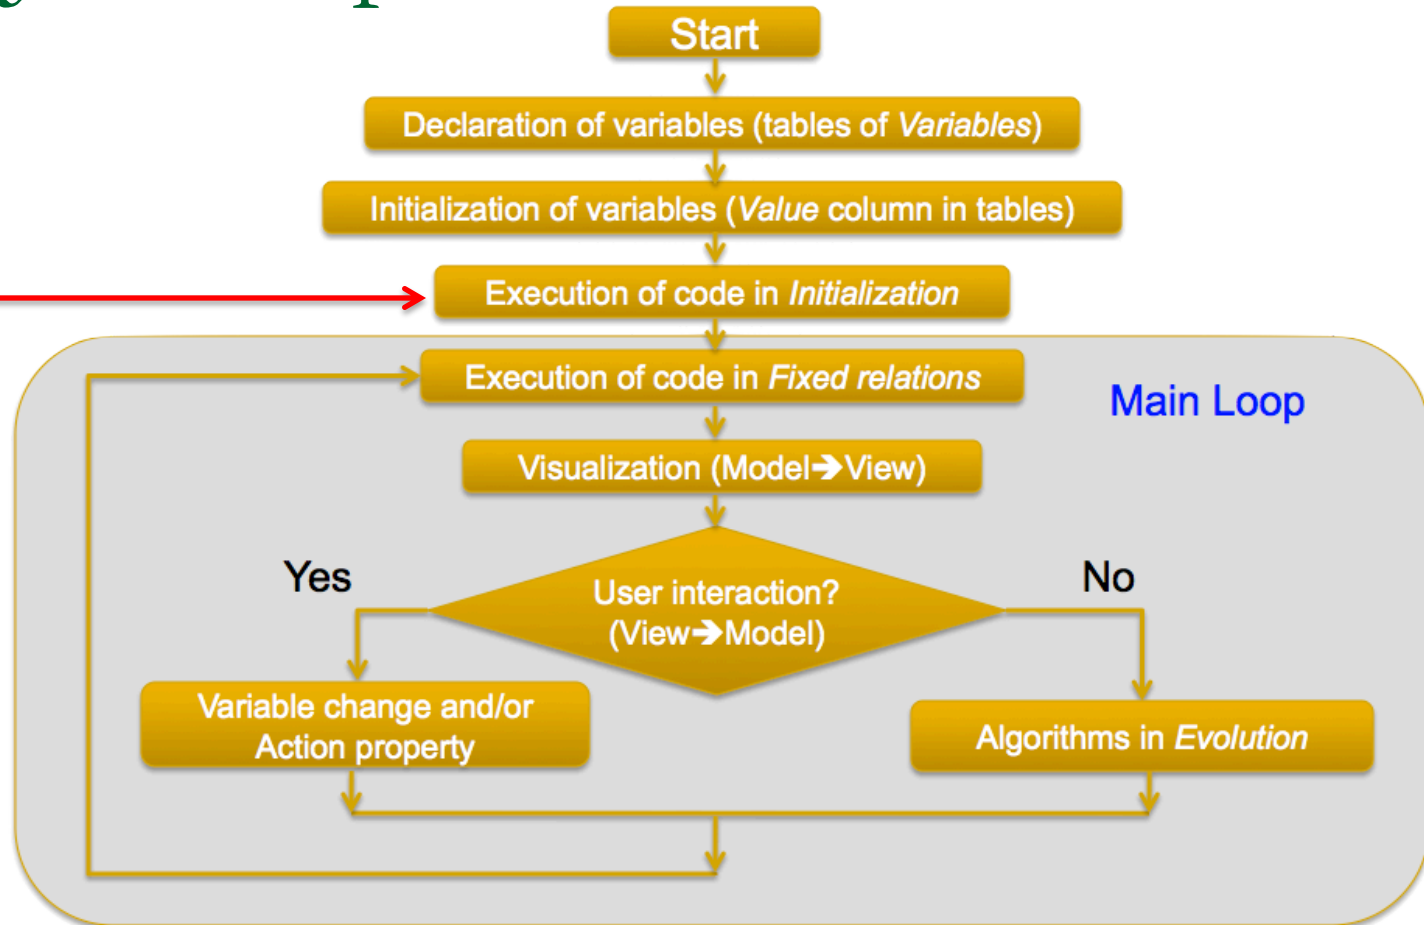 Start
Declaration of variables (tables of Variables)
Initialization of variables (Value column in tables)
Execution of code in Initialization
Execution of code in Fixed relations
Main Loop
Visualization (Model➔View)
Yes
User interaction?
(View➔Model)
No
Variable change and/or
Action property
Algorithms in Evolution